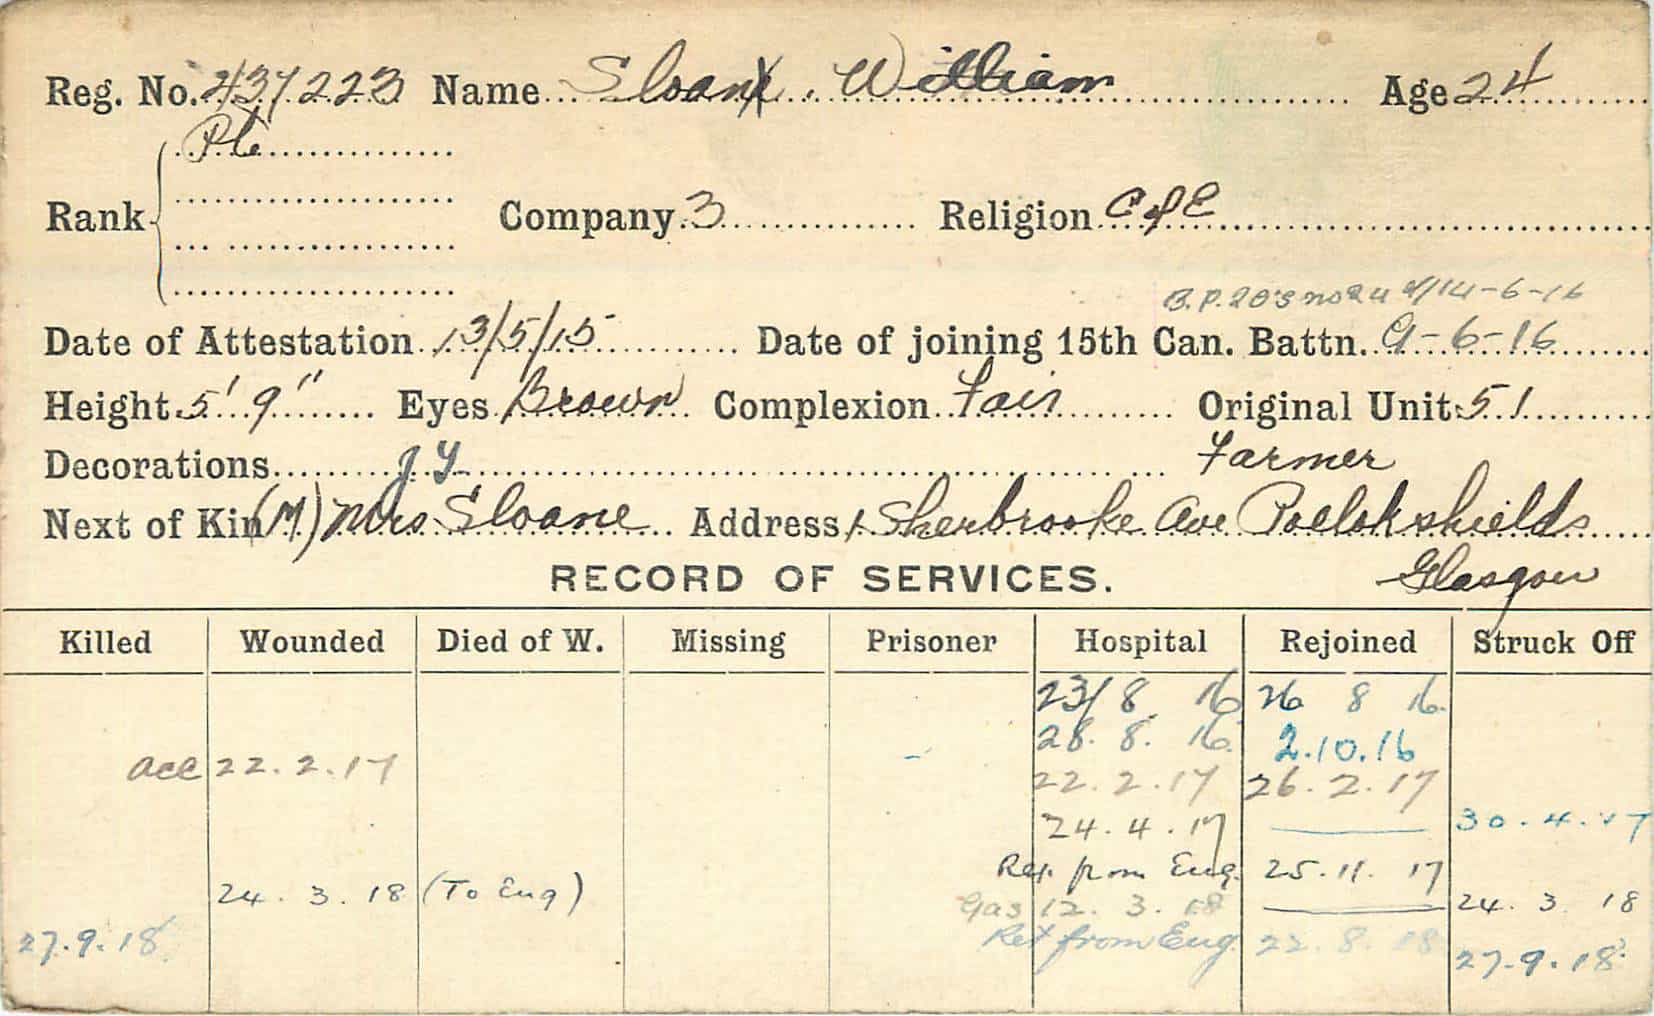 Reg. No. 437223 Name Sloan, William Age 24
Pte
Rank Company 3 Religion C of E
B.P. 203 no 24 of 14-6-16
Date of Attestation 13/5/15 Date of joining 15th Can. Battn. 9-6-16
Height 5' 9" Eyes Brown Complexion Fair Original Unit 51
Decorations Farmer
Next of Kin (M) Mrs Sloane Address 1 Sherbrooke Ave Pollokshields
RECORD OF SERVICES. Glasgow
Killed Wounded Died of W. Missing Prisoner Hospital Rejoined Struck Off
23/8 16 26 8 16
28. 8. 16 2.10.16
acc 22.2.17 22.2.17 26.2.17
24.4.17 30.4.17
Ret. from Eng. 25.11.17
24.3.18 (To Eng) Gas 12.3.18 24.3.18
27.9.18 Ret from Eng. 22.8.18
27.9.18